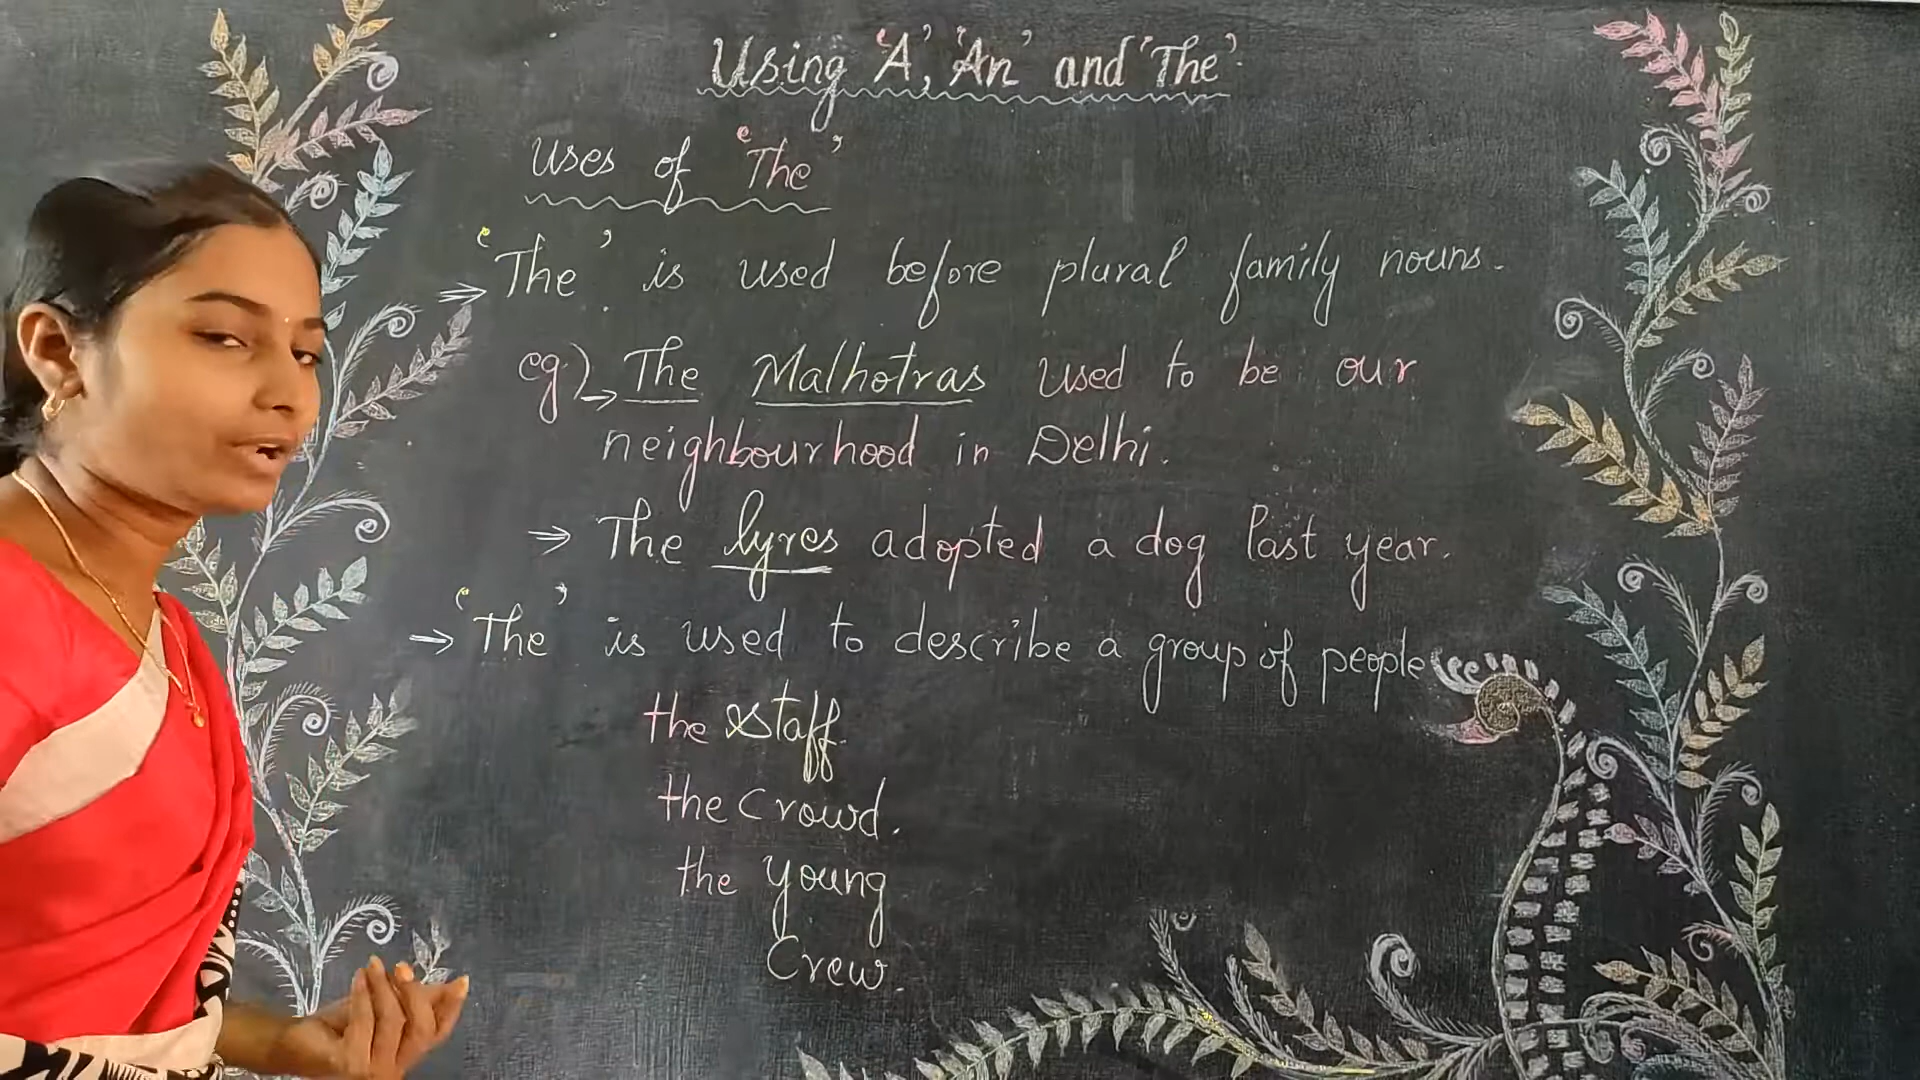 Using 'A', 'An' and 'The'
Uses of 'The'
⇒ 'The' is used before plural family nouns.
eg) → The Malhotras used to be our
neighbourhood in Delhi.
⇒ The lyres adopted a dog last year.
→ 'The' is used to describe a group of people
the staff.
the crowd.
the young
Crew.